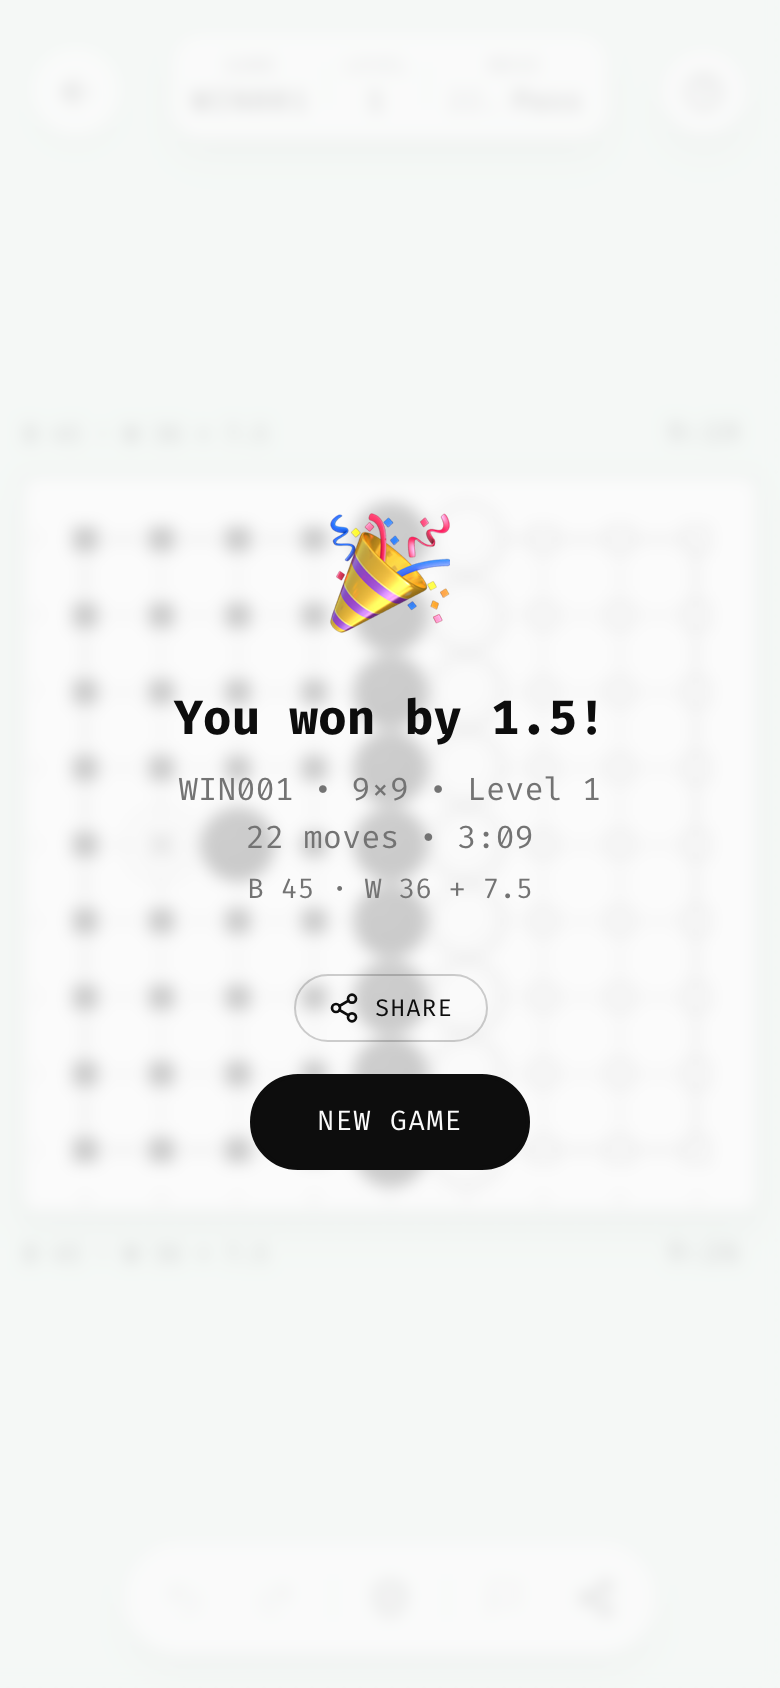 You won by 1.5!
WIN001 • 9×9 • Level 1
22 moves • 3:09
B 45 · W 36 + 7.5
SHARE
NEW GAME